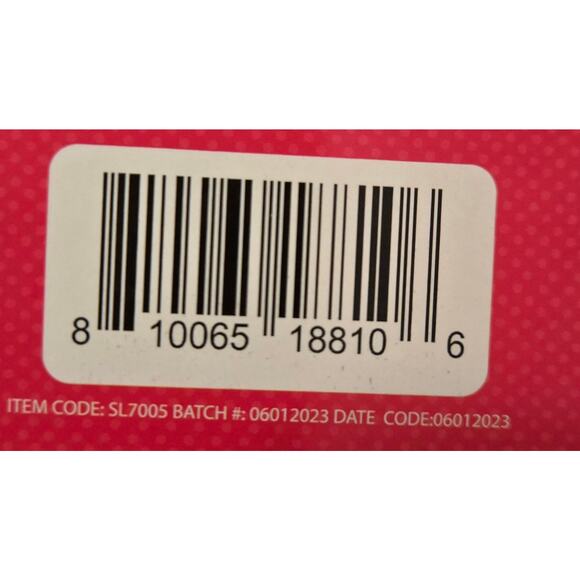 8 10065 18810 6
ITEM CODE: SL7005 BATCH #: 06012023 DATE CODE:06012023